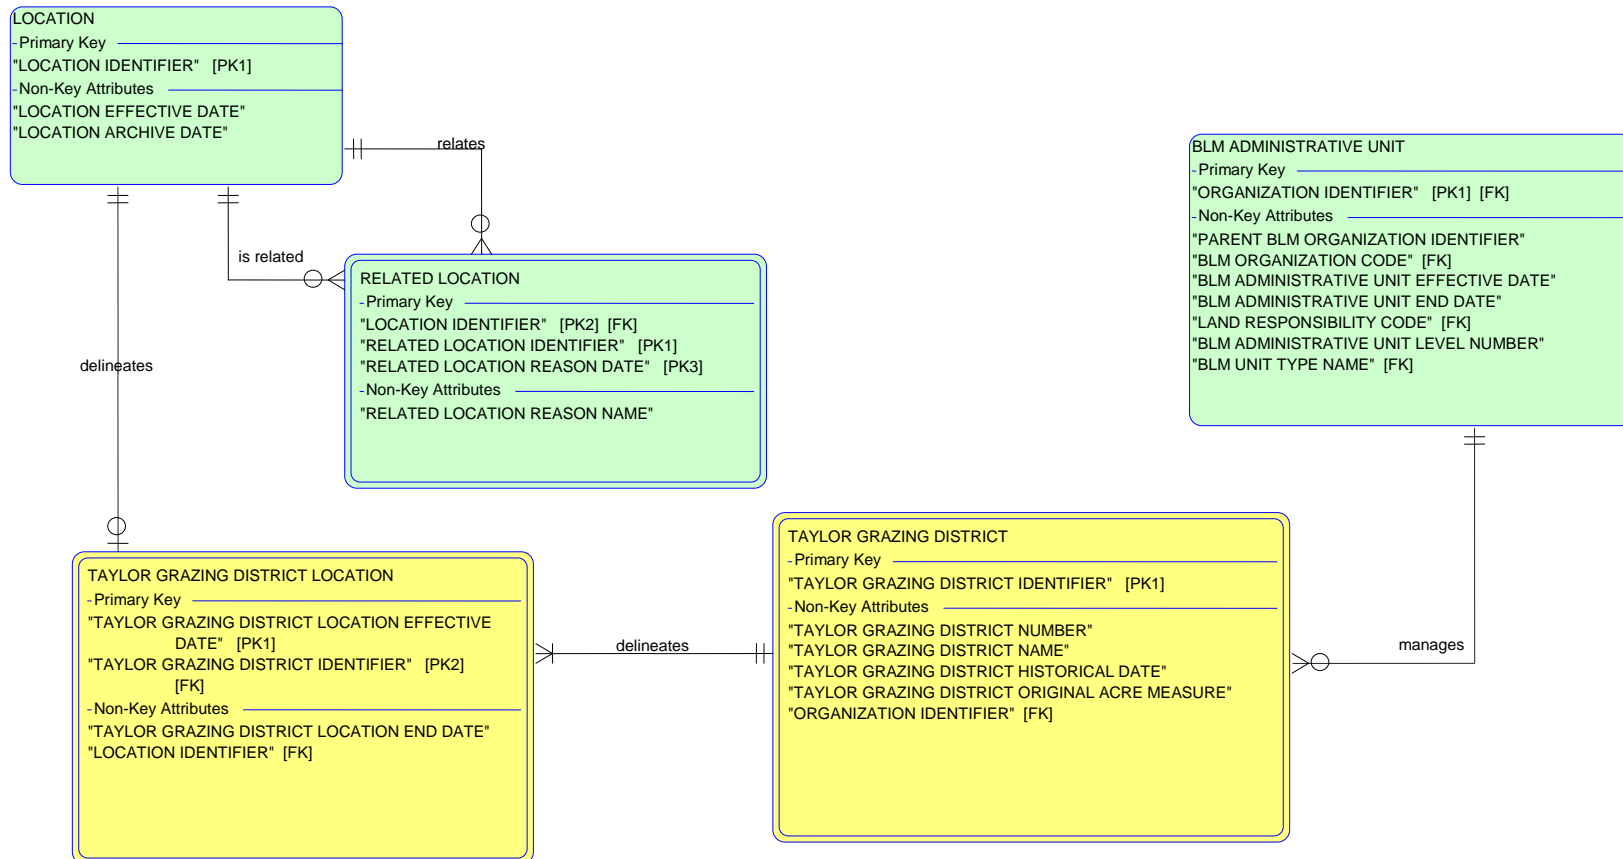 LOCATION
Primary Key
"LOCATION IDENTIFIER" [PK1]
Non-Key Attributes
"LOCATION EFFECTIVE DATE"
"LOCATION ARCHIVE DATE"
relates
is related
delineates
RELATED LOCATION
Primary Key
"LOCATION IDENTIFIER" [PK2] [FK]
"RELATED LOCATION IDENTIFIER" [PK1]
"RELATED LOCATION REASON DATE" [PK3]
Non-Key Attributes
"RELATED LOCATION REASON NAME"
BLM ADMINISTRATIVE UNIT
Primary Key
"ORGANIZATION IDENTIFIER" [PK1] [FK]
Non-Key Attributes
"PARENT BLM ORGANIZATION IDENTIFIER"
"BLM ORGANIZATION CODE" [FK]
"BLM ADMINISTRATIVE UNIT EFFECTIVE DATE"
"BLM ADMINISTRATIVE UNIT END DATE"
"LAND RESPONSIBILITY CODE" [FK]
"BLM ADMINISTRATIVE UNIT LEVEL NUMBER"
"BLM UNIT TYPE NAME" [FK]
TAYLOR GRAZING DISTRICT LOCATION
Primary Key
"TAYLOR GRAZING DISTRICT LOCATION EFFECTIVE
DATE" [PK1]
"TAYLOR GRAZING DISTRICT IDENTIFIER" [PK2]
[FK]
Non-Key Attributes
"TAYLOR GRAZING DISTRICT LOCATION END DATE"
"LOCATION IDENTIFIER" [FK]
delineates
TAYLOR GRAZING DISTRICT
Primary Key
"TAYLOR GRAZING DISTRICT IDENTIFIER" [PK1]
Non-Key Attributes
"TAYLOR GRAZING DISTRICT NUMBER"
"TAYLOR GRAZING DISTRICT NAME"
"TAYLOR GRAZING DISTRICT HISTORICAL DATE"
"TAYLOR GRAZING DISTRICT ORIGINAL ACRE MEASURE"
"ORGANIZATION IDENTIFIER" [FK]
manages